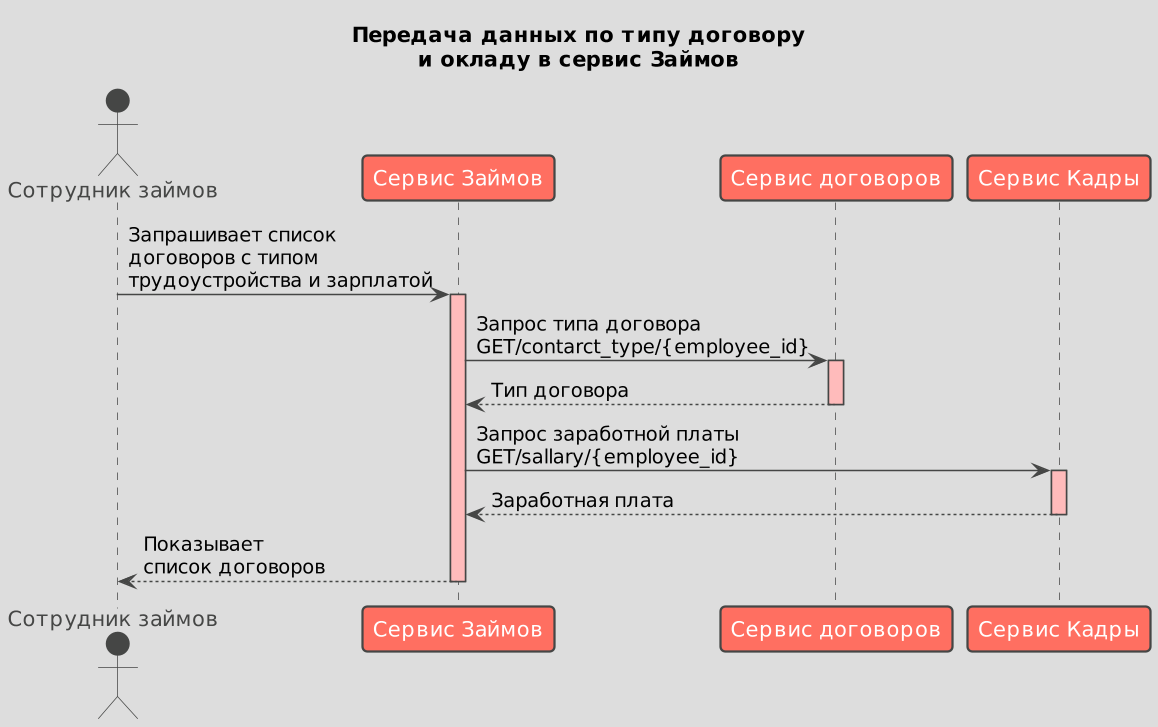 Передача данных по типу договору
и окладу в сервис Займов
Сотрудник займов
Сервис Займов
Сервис договоров
Сервис Кадры
Запрашивает список
договоров с типом
трудоустройства и зарплатой
Запрос типа договора
GET/contarct_type/{employee_id}
Тип договора
Запрос заработной платы
GET/sallary/{employee_id}
Заработная плата
Показывает
список договоров
Сотрудник займов
Сервис Займов
Сервис договоров
Сервис Кадры